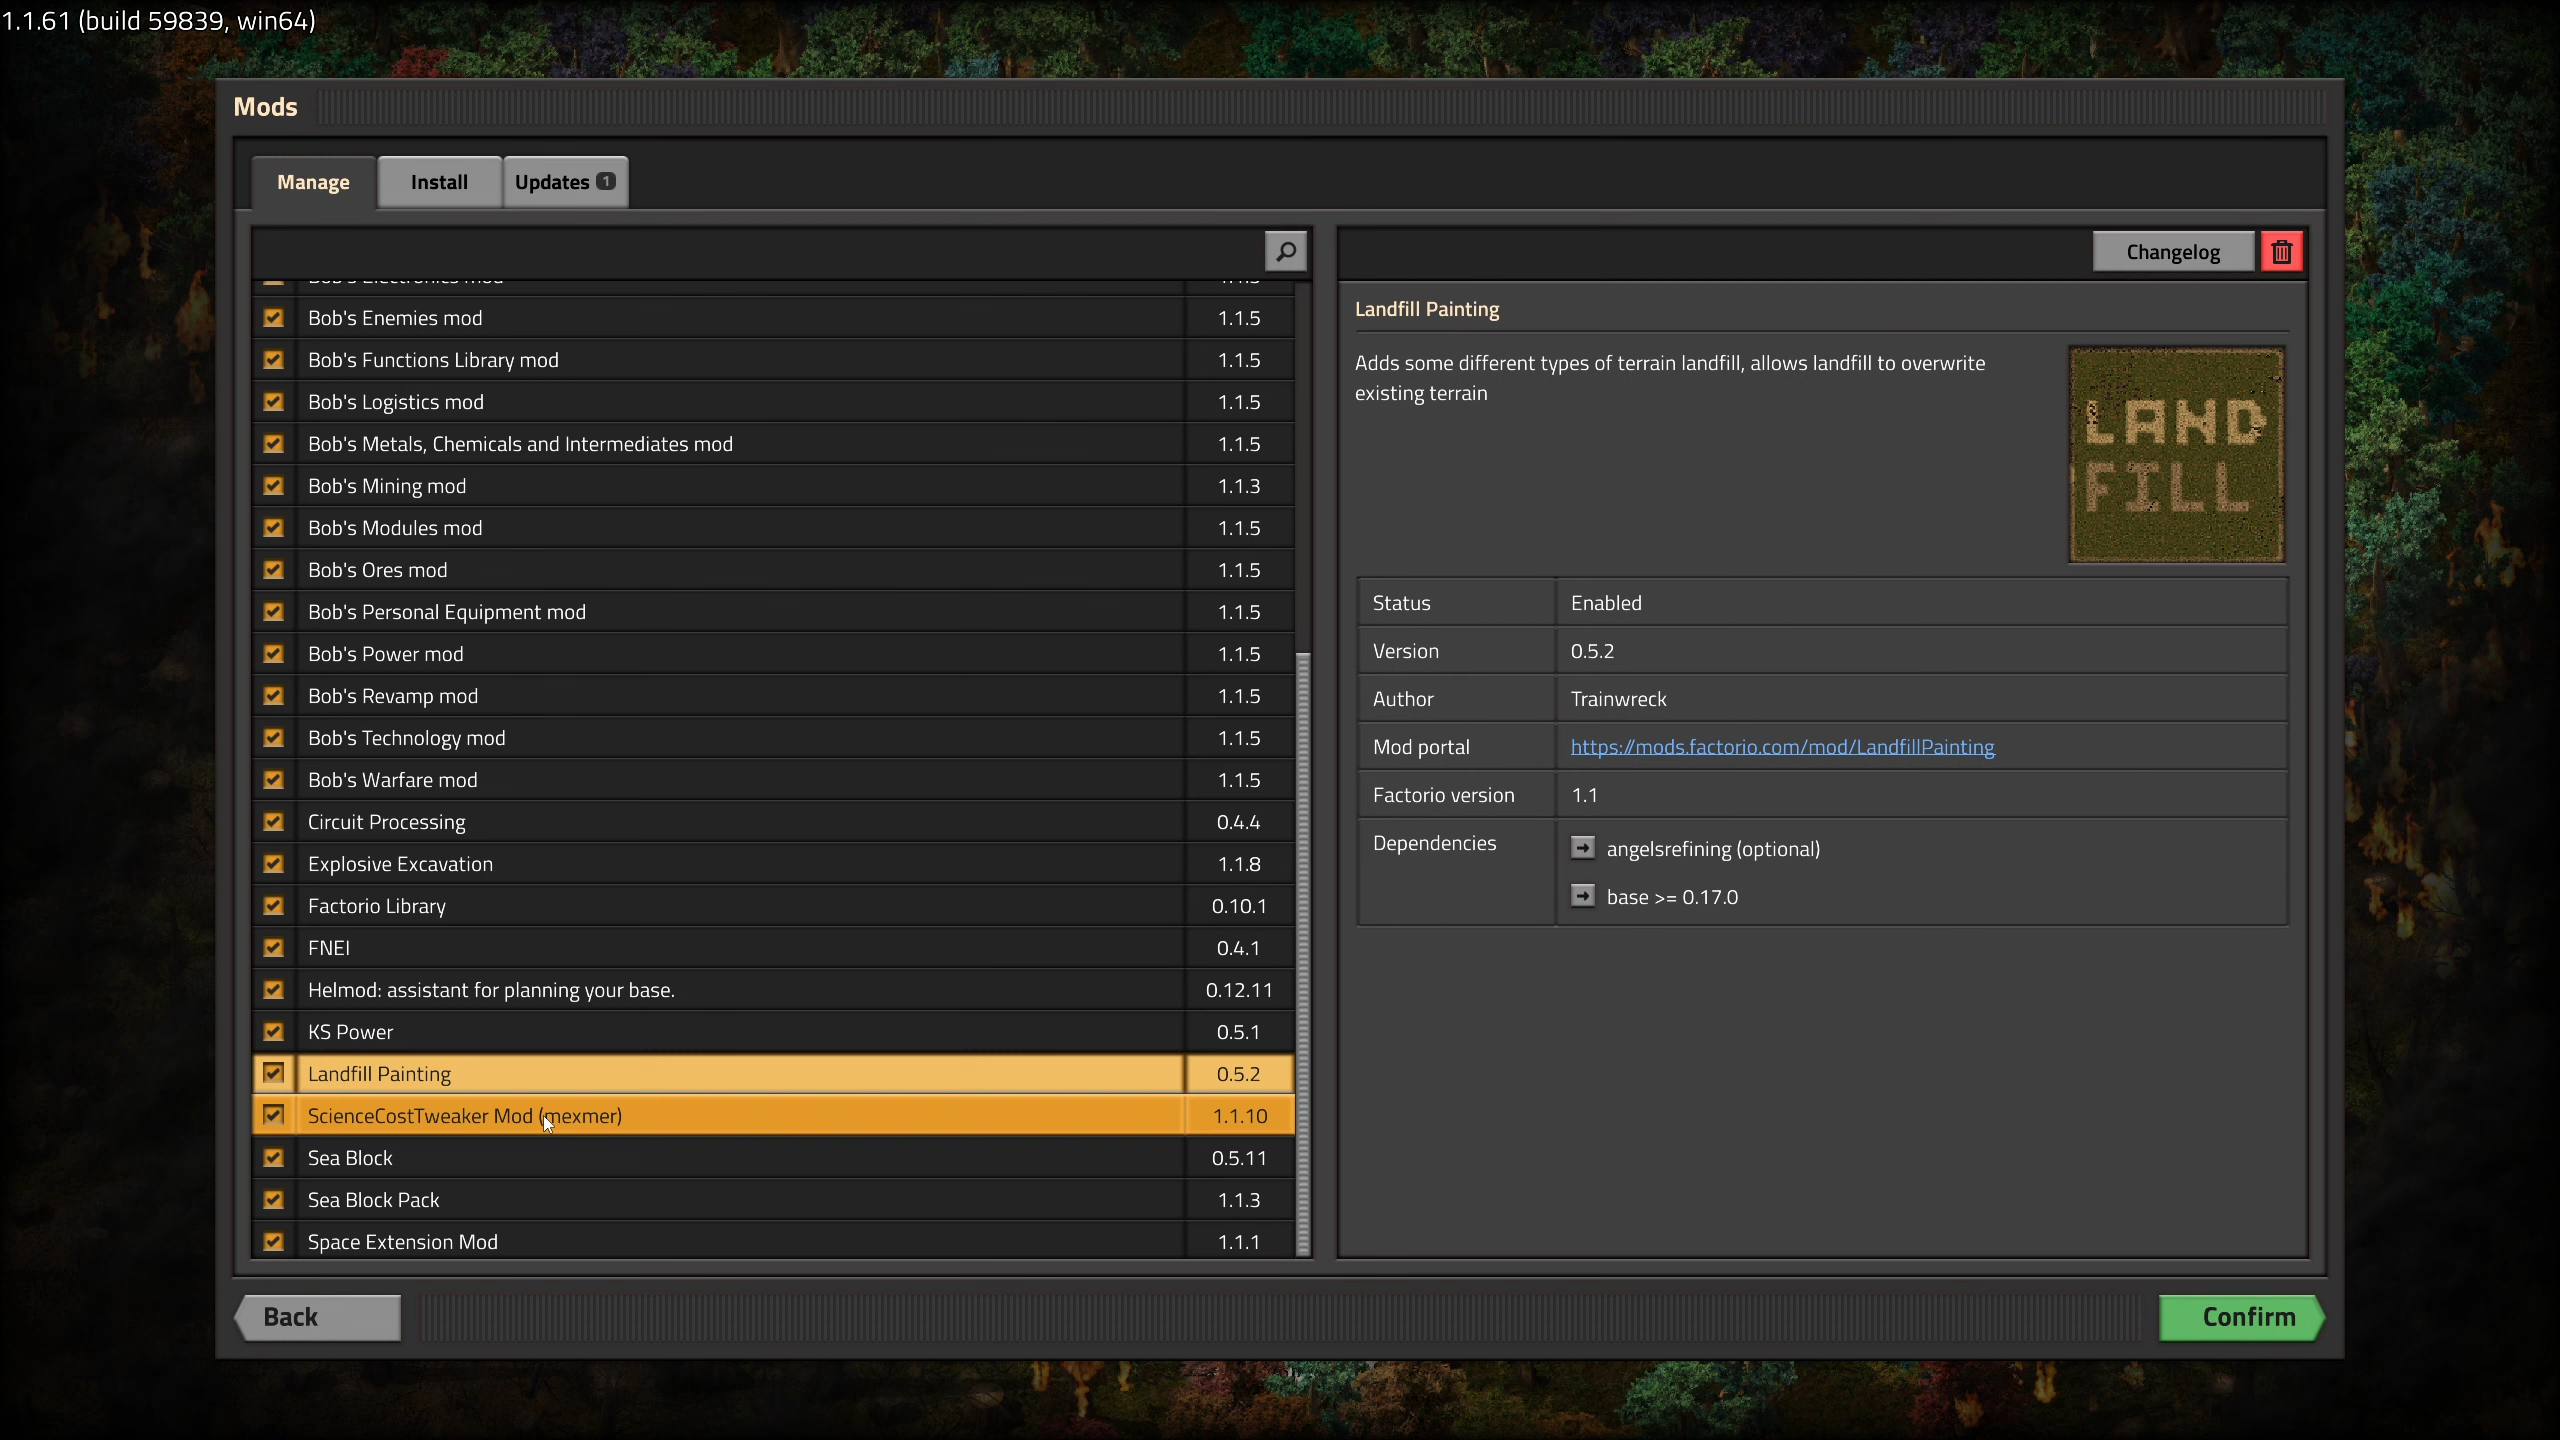 1.1.61 (build 59839, win64)
Mods
Manage
Install
Updates 1
Changelog
Bob's Electronics mod
Bob's Enemies mod 1.1.5
Bob's Functions Library mod 1.1.5
Bob's Logistics mod 1.1.5
Bob's Metals, Chemicals and Intermediates mod 1.1.5
Bob's Mining mod 1.1.3
Bob's Modules mod 1.1.5
Bob's Ores mod 1.1.5
Bob's Personal Equipment mod 1.1.5
Bob's Power mod 1.1.5
Bob's Revamp mod 1.1.5
Bob's Technology mod 1.1.5
Bob's Warfare mod 1.1.5
Circuit Processing 0.4.4
Explosive Excavation 1.1.8
Factorio Library 0.10.1
FNEI 0.4.1
Helmod: assistant for planning your base. 0.12.11
KS Power 0.5.1
Landfill Painting 0.5.2
ScienceCostTweaker Mod (mexmer) 1.1.10
Sea Block 0.5.11
Sea Block Pack 1.1.3
Space Extension Mod 1.1.1
Landfill Painting
Adds some different types of terrain landfill, allows landfill to overwrite
existing terrain
LAND
FILL
Status Enabled
Version 0.5.2
Author Trainwreck
Mod portal https://mods.factorio.com/mod/LandfillPainting
Factorio version 1.1
Dependencies angelsrefining (optional)
base >= 0.17.0
Back
Confirm